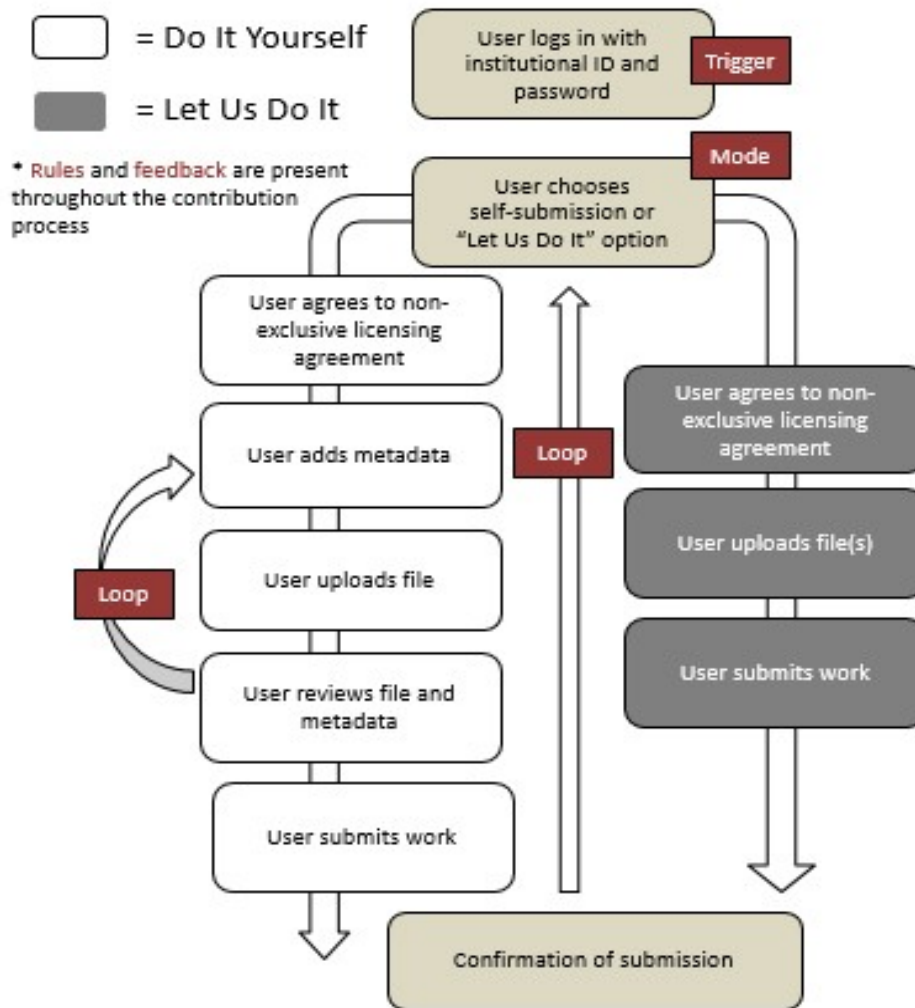 = Do It Yourself
= Let Us Do It
* Rules and feedback are present
throughout the contribution
process
User logs in with
institutional ID and
password
Trigger
Mode
User chooses
self-submission or
“Let Us Do It” option
User agrees to non-
exclusive licensing
agreement
User adds metadata
User uploads file
Loop
User reviews file and
metadata
User submits work
Loop
User agrees to non-
exclusive licensing
agreement
User uploads file(s)
User submits work
Confirmation of submission